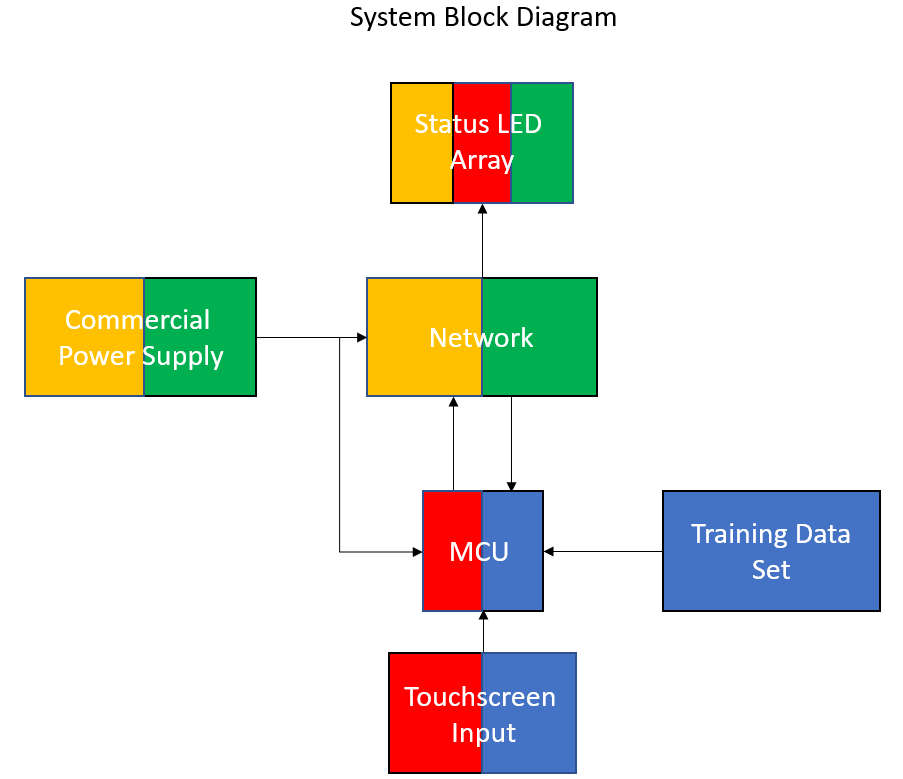 System Block Diagram
Status LED
Array
Commercial
Power Supply
Network
MCU
Training Data
Set
Touchscreen
Input